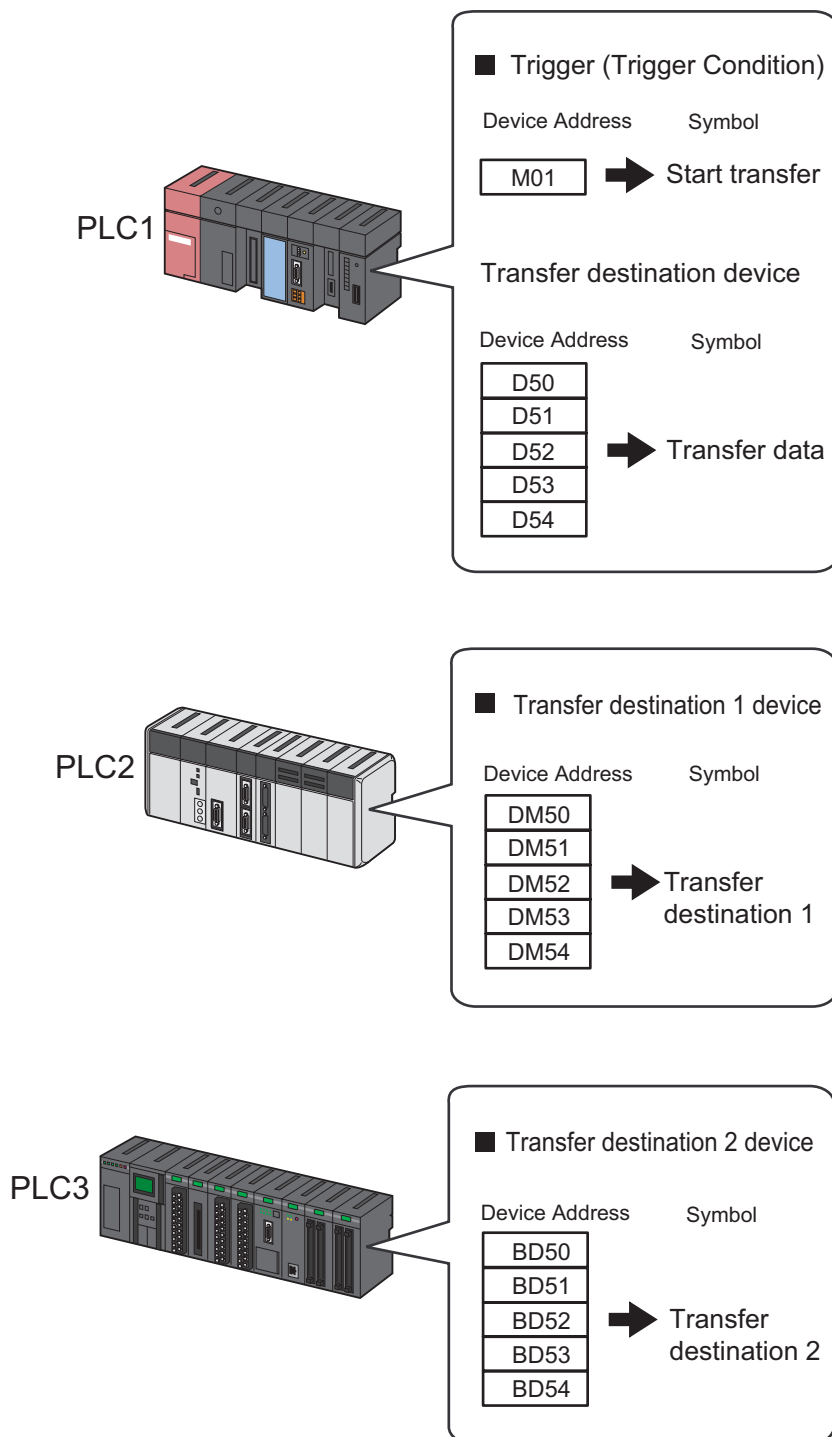 ■ Trigger (Trigger Condition)
Device Address Symbol
M01 Start transfer
PLC1
Transfer destination device
Device Address Symbol
D50
D51
D52 Transfer data
D53
D54
■ Transfer destination 1 device
PLC2
Device Address Symbol
DM50
DM51
DM52 Transfer
DM53 destination 1
DM54
■ Transfer destination 2 device
PLC3
Device Address Symbol
BD50
BD51
BD52 Transfer
BD53 destination 2
BD54